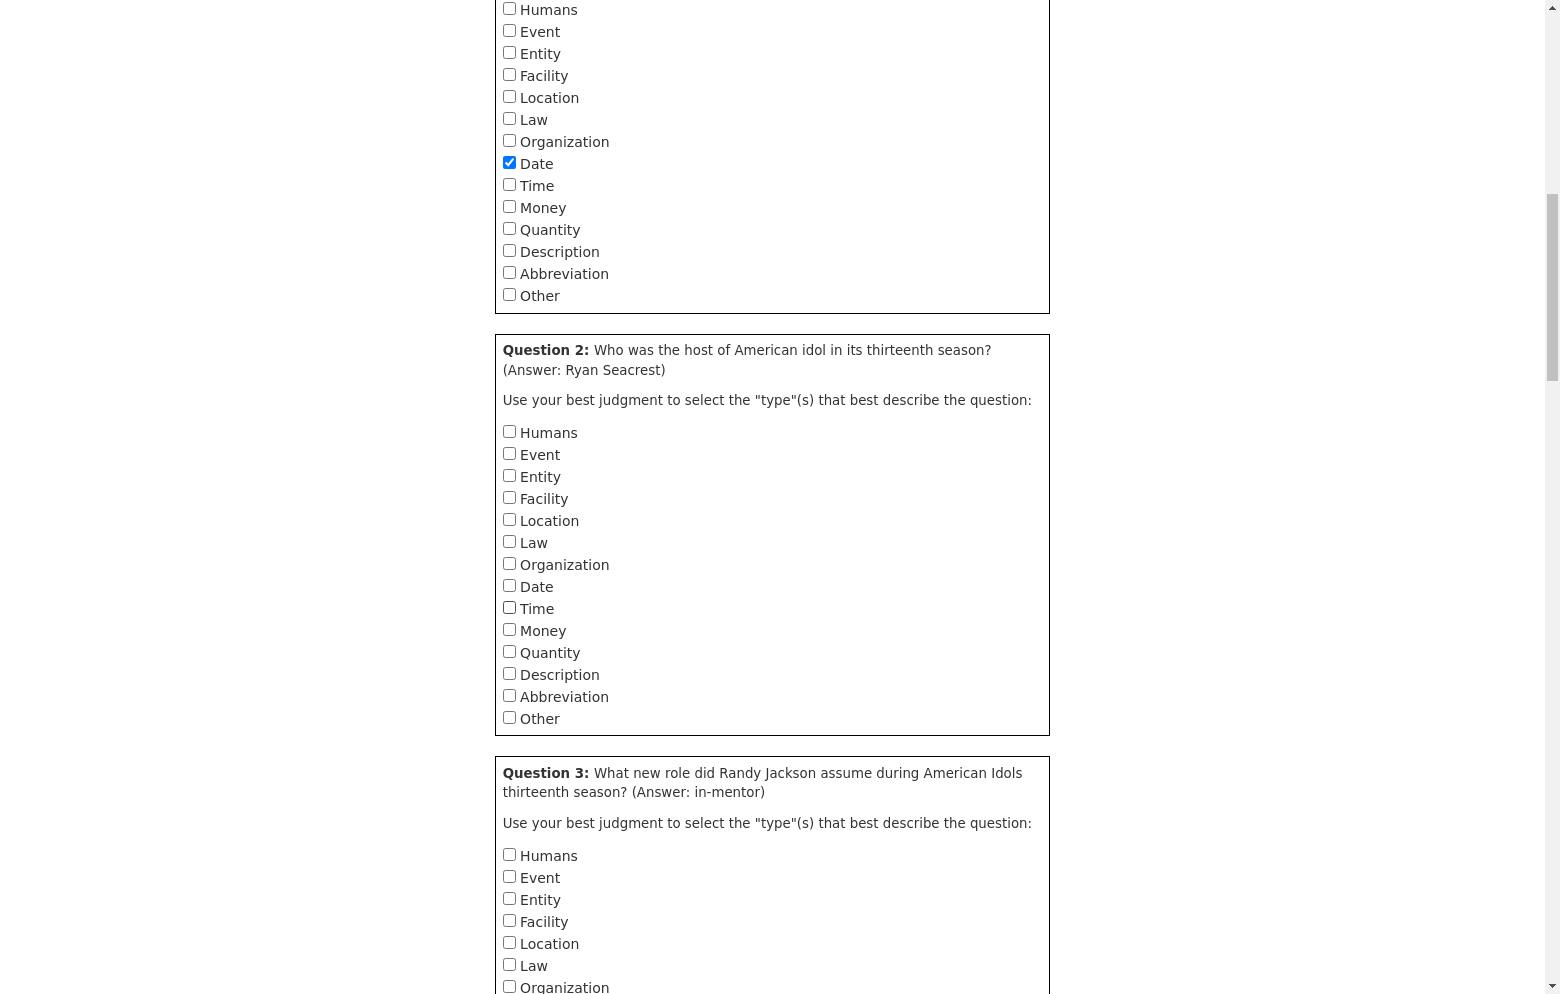 Humans
Event
Entity
Facility
Location
Law
Organization
Date
Time
Money
Quantity
Description
Abbreviation
Other
Question 2: Who was the host of American idol in its thirteenth season?
(Answer: Ryan Seacrest)
Use your best judgment to select the "type"(s) that best describe the question:
Humans
Event
Entity
Facility
Location
Law
Organization
Date
Time
Money
Quantity
Description
Abbreviation
Other
Question 3: What new role did Randy Jackson assume during American Idols
thirteenth season? (Answer: in-mentor)
Use your best judgment to select the "type"(s) that best describe the question:
Humans
Event
Entity
Facility
Location
Law
Organization